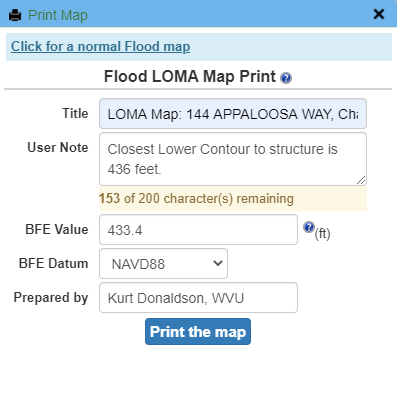 Print Map
Click for a normal Flood map
Flood LOMA Map Print
Title LOMA Map: 144 APPALOOSA WAY, Cha
User Note Closest Lower Contour to structure is
436 feet.
153 of 200 character(s) remaining
BFE Value 433.4 (ft)
BFE Datum NAVD88
Prepared by Kurt Donaldson, WVU
Print the map